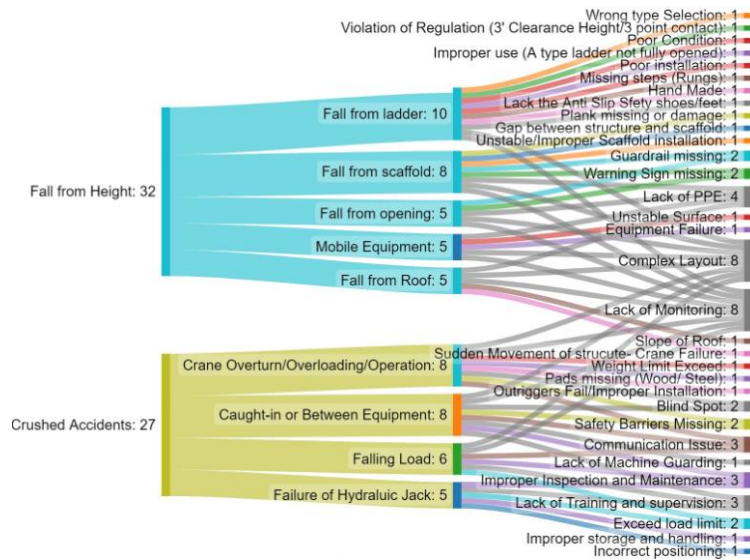 Fall from Height: 32
Crushed Accidents: 27
Fall from ladder: 10
Fall from scaffold: 8
Fall from opening: 5
Mobile Equipment: 5
Fall from Roof: 5
Crane Overturn/Overloading/Operation: 8
Caught-in or Between Equipment: 8
Falling Load: 6
Failure of Hydraluic Jack: 5
Wrong type Selection: 1
Violation of Regulation (3' Clearance Height/3 point contact): 1
Poor Condition: 1
Improper use (A type ladder not fully opened): 1
Poor installation: 1
Missing steps (Rungs): 1
Hand Made: 1
Lack the Anti Slip Sfety shoes/feet: 1
Plank missing or damage: 1
Gap between structure and scaffold: 1
Unstable/Improper Scaffold installation: 1
Guardrail missing: 2
Warning Sign missing: 2
Lack of PPE: 4
Unstable Surface: 1
Equipment Failure: 1
Complex Layout: 8
Lack of Monitoring: 8
Slope of Roof: 1
Sudden Movement of strucute- Crane Failure: 1
Weight Limit Exceed: 1
Pads missing (Wood/ Steel): 1
Outriggers Fail/Improper Installation: 1
Blind Spot: 2
Safety Barriers Missing: 2
Communication Issue: 3
Lack of Machine Guarding: 1
Improper Inspection and Maintenance: 3
Lack of Training and supervision: 3
Exceed load limit: 2
Improper storage and handling: 1
Incorrect positioning: 1